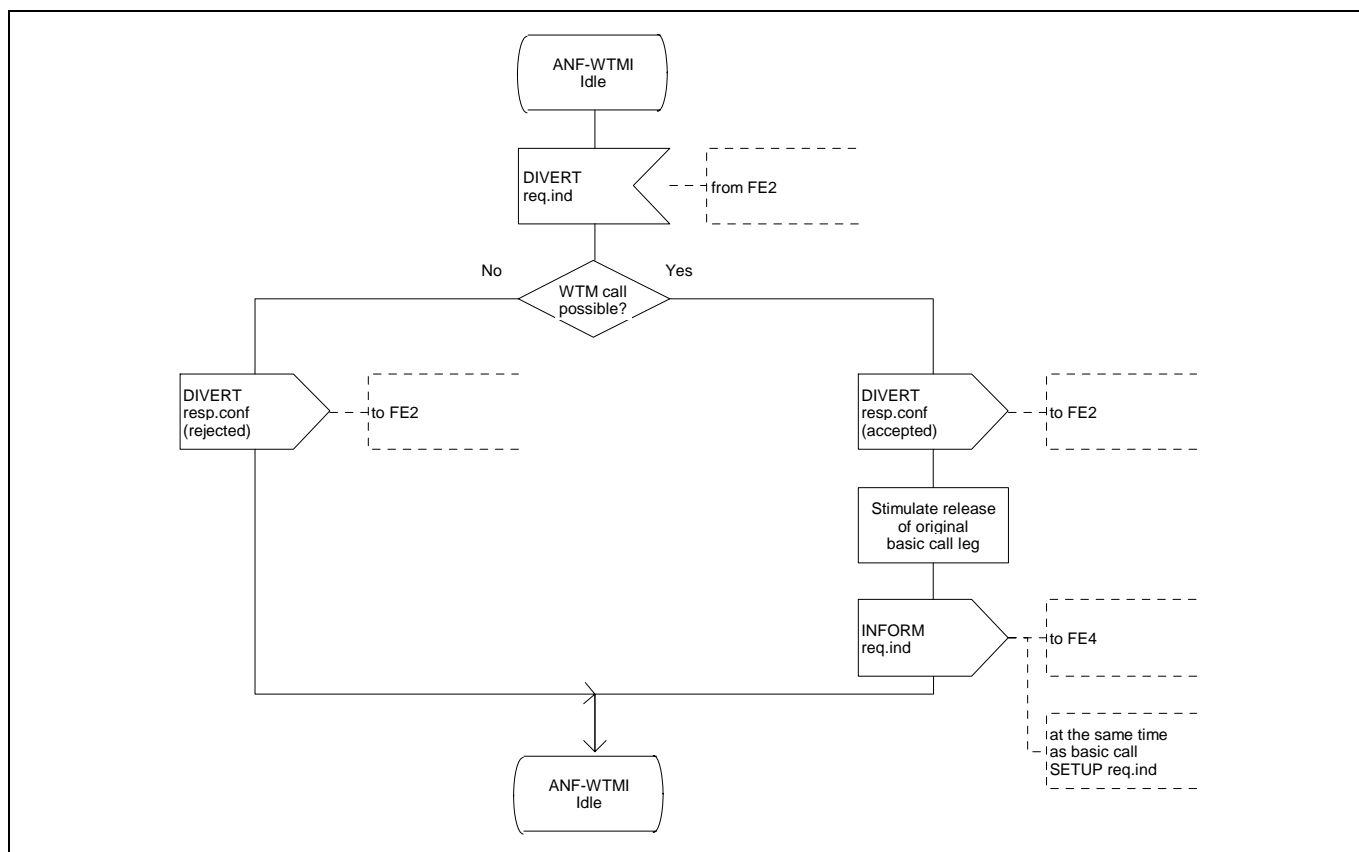 ANF-WTMI
Idle
DIVERT
req.ind
from FE2
No
Yes
WTM call
possible?
DIVERT
resp.conf
(rejected)
to FE2
DIVERT
resp.conf
(accepted)
to FE2
Stimulate release
of original
basic call leg
INFORM
req.ind
to FE4
at the same time
as basic call
SETUP req.ind
ANF-WTMI
Idle